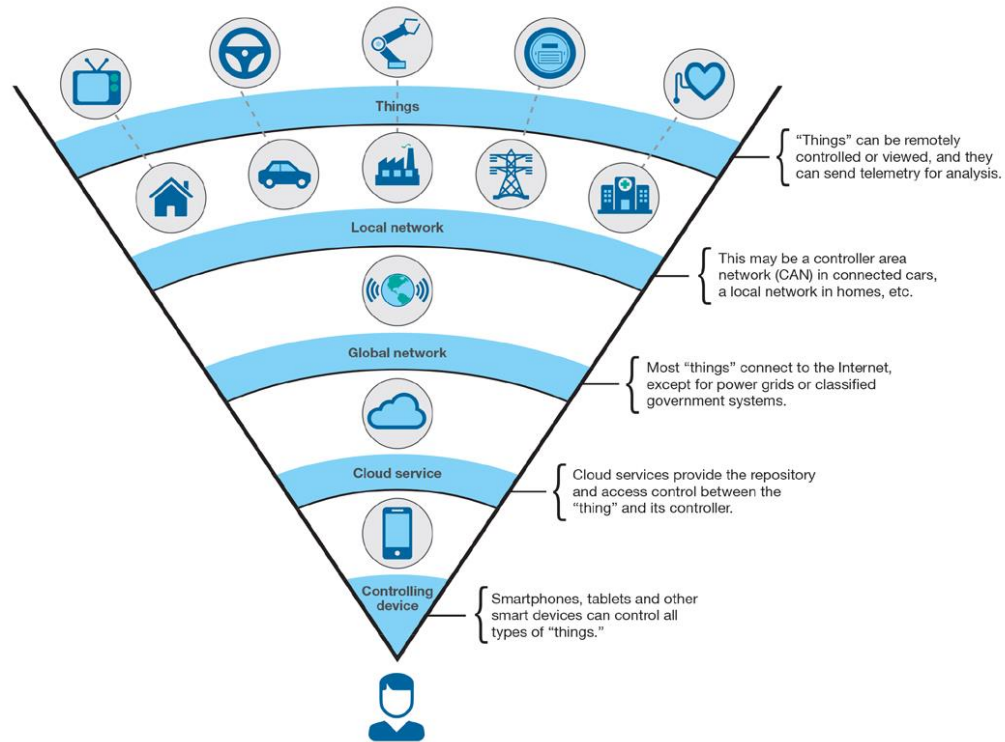 Things
“Things” can be remotely
controlled or viewed, and they
can send telemetry for analysis.
Local network
This may be a controller area
network (CAN) in connected cars,
a local network in homes, etc.
Global network
Most “things” connect to the Internet,
except for power grids or classified
government systems.
Cloud service
Cloud services provide the repository
and access control between the
“thing” and its controller.
Controlling
device
Smartphones, tablets and other
smart devices can control all
types of “things.”